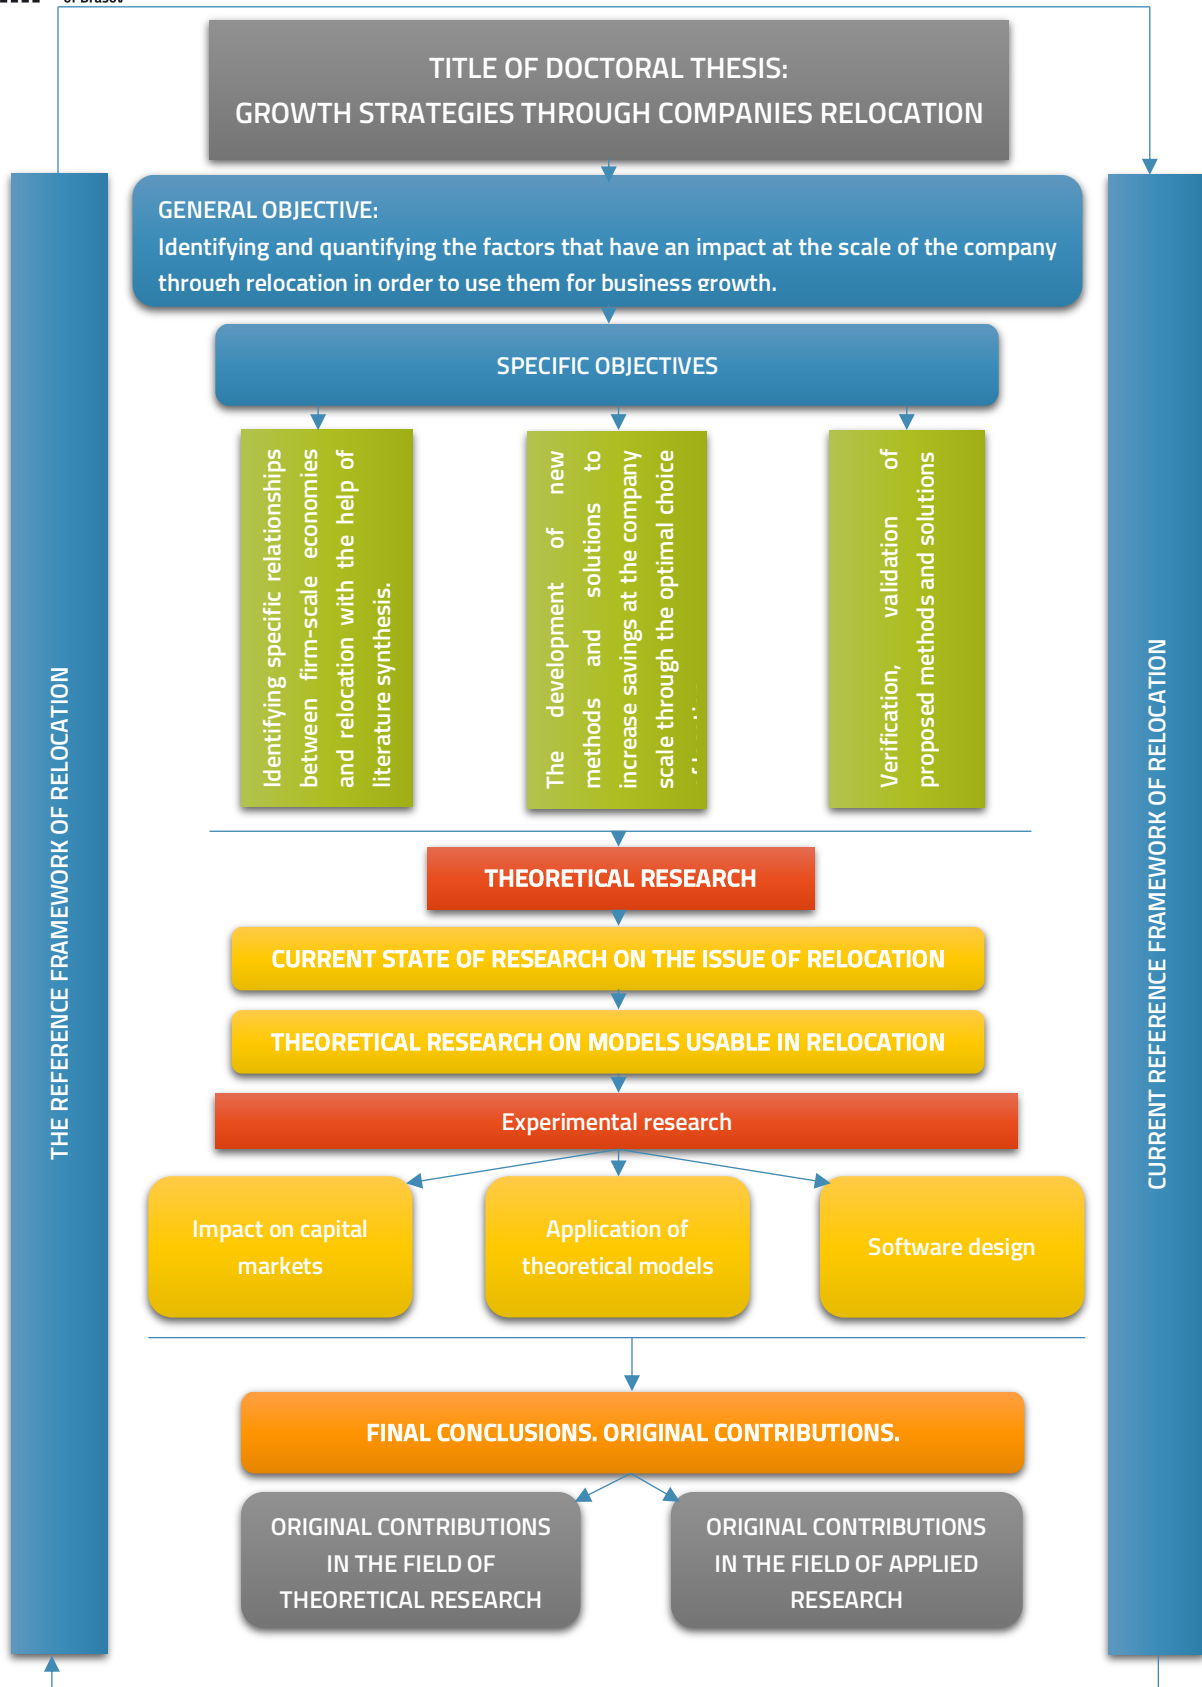 of Brasov
TITLE OF DOCTORAL THESIS:
GROWTH STRATEGIES THROUGH COMPANIES RELOCATION
GENERAL OBJECTIVE:
Identifying and quantifying the factors that have an impact at the scale of the company
through relocation in order to use them for business growth.
SPECIFIC OBJECTIVES
Identifying specific relationships
between firm-scale economies
and relocation with the help of
literature synthesis.
The development of new
methods and solutions to
increase savings at the company
scale through the optimal choice
Verification, validation of
proposed methods and solutions
THE REFERENCE FRAMEWORK OF RELOCATION
CURRENT REFERENCE FRAMEWORK OF RELOCATION
THEORETICAL RESEARCH
CURRENT STATE OF RESEARCH ON THE ISSUE OF RELOCATION
THEORETICAL RESEARCH ON MODELS USABLE IN RELOCATION
Experimental research
Impact on capital
markets
Application of
theoretical models
Software design
FINAL CONCLUSIONS. ORIGINAL CONTRIBUTIONS.
ORIGINAL CONTRIBUTIONS
IN THE FIELD OF
THEORETICAL RESEARCH
ORIGINAL CONTRIBUTIONS
IN THE FIELD OF APPLIED
RESEARCH